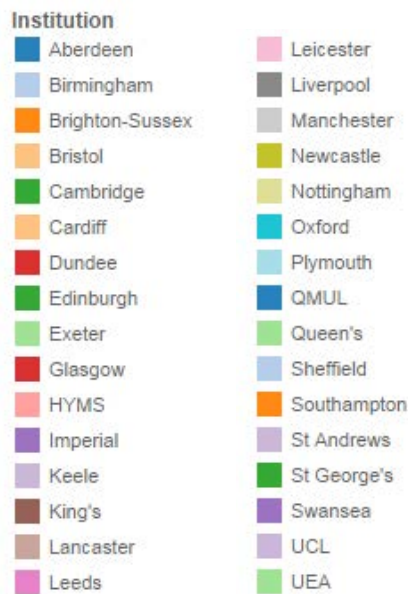 Institution
Aberdeen
Birmingham
Brighton-Sussex
Bristol
Cambridge
Cardiff
Dundee
Edinburgh
Exeter
Glasgow
HYMS
Imperial
Keele
King's
Lancaster
Leeds
Leicester
Liverpool
Manchester
Newcastle
Nottingham
Oxford
Plymouth
QMUL
Queen's
Sheffield
Southampton
St Andrews
St George's
Swansea
UCL
UEA